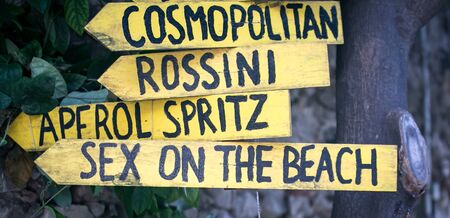 COSMOPOLITAN
ROSSINI
APEROL SPRITZ
SEX ON THE BEACH